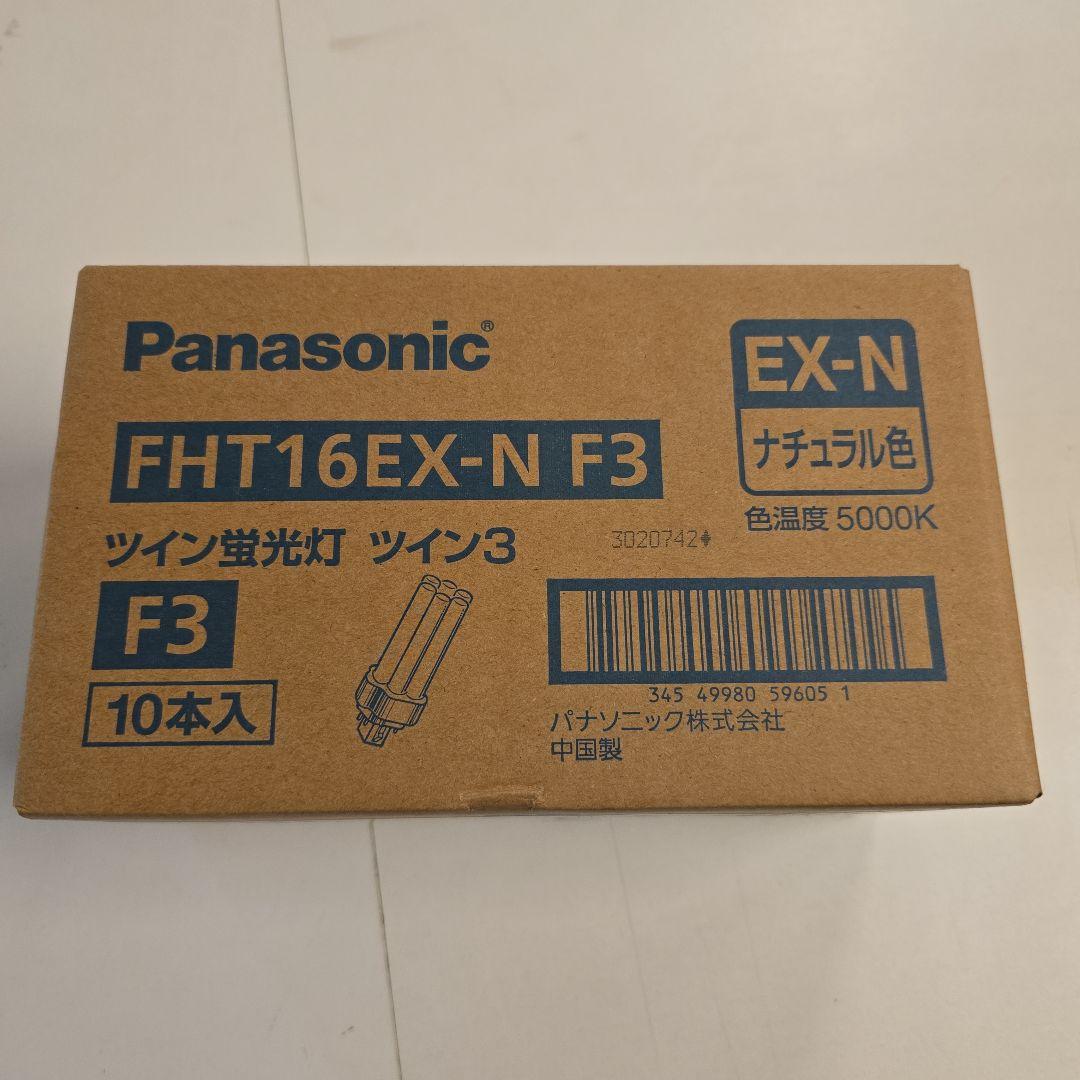 Panasonic®
EX-N
ナチュラル色
色温度 5000K
FHT16EX-N F3
ツイン蛍光灯 ツイン3
3020742
F3
10本入
345 49980 59605 1
パナソニック株式会社
中国製